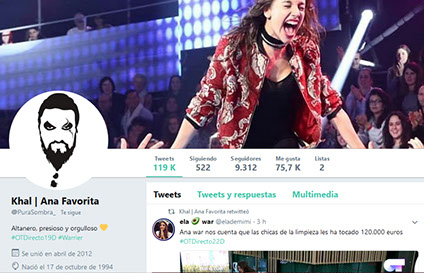 Tweets Siguiendo Seguidores Me gusta Listas
119 K 522 9.312 75,7 K 2
Khal | Ana Favorita
@PuraSombra_ Te sigue
Altanero, presioso y orgulloso 💛
#OTDirecto19D #Warner
Se unió en abril de 2012
Nació el 17 de octubre de 1994
Tweets Tweets y respuestas Multimedia
Khal | Ana Favorita retwitteó
ela 🥑 war @elademimi · 3 h
Ana war nos cuenta que las chicas de la limpieza les ha tocado 120.000 euros
#OTDirecto22D